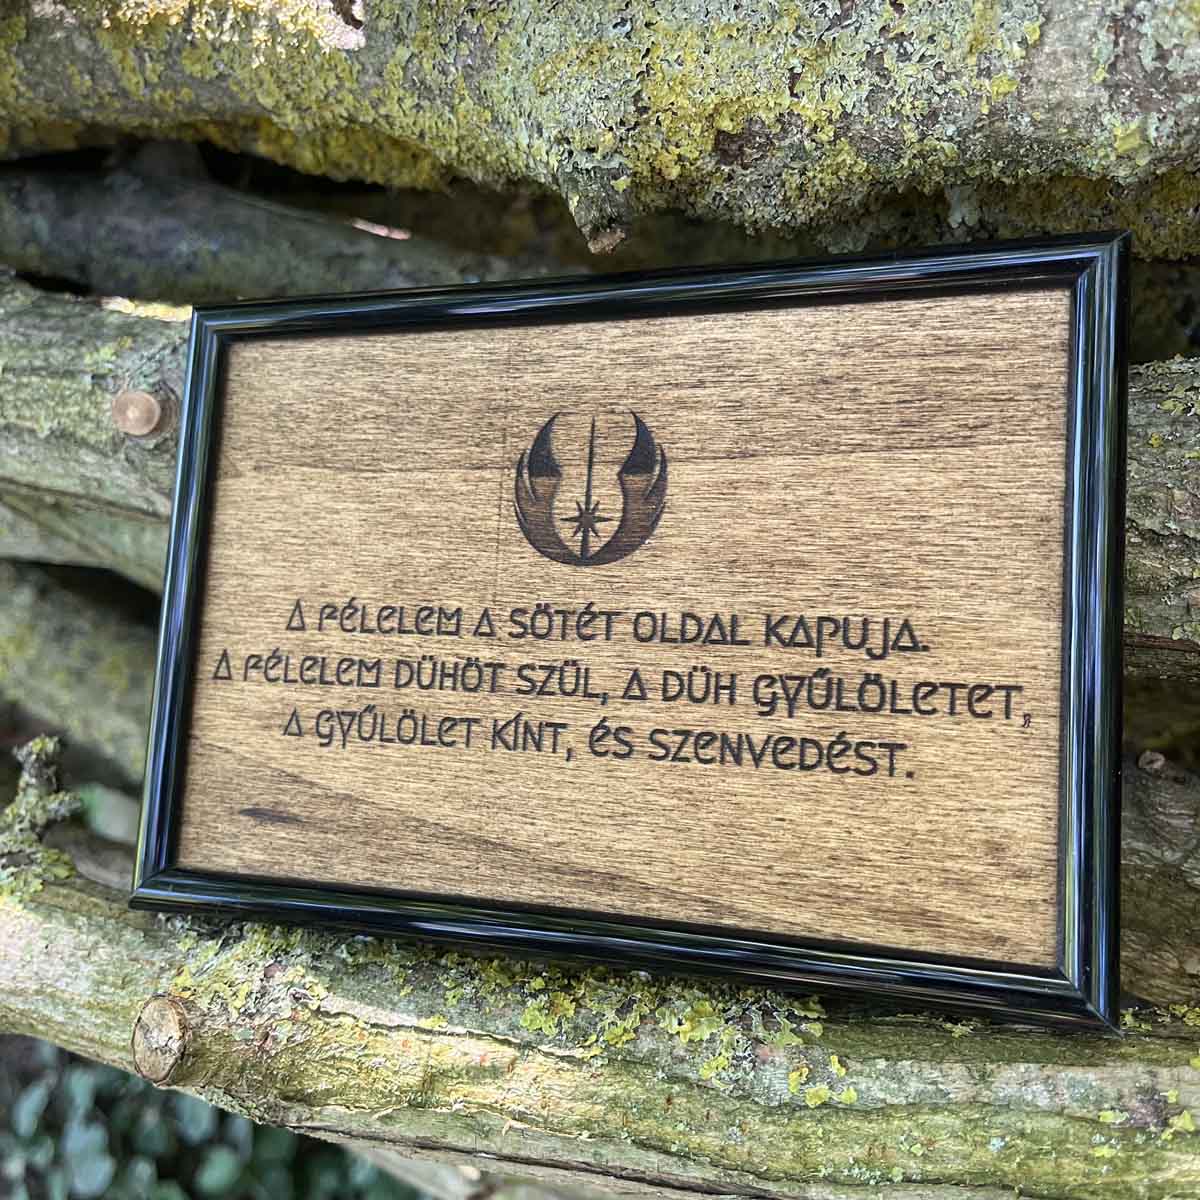 A FÉLELEM A SÖTÉT OLDAL KAPUJA.
A FÉLELEM DÜHÖT SZÜL, A DÜH GYŰLÖLETET,
A GYŰLÖLET KÍNT, ÉS SZENVEDÉST.